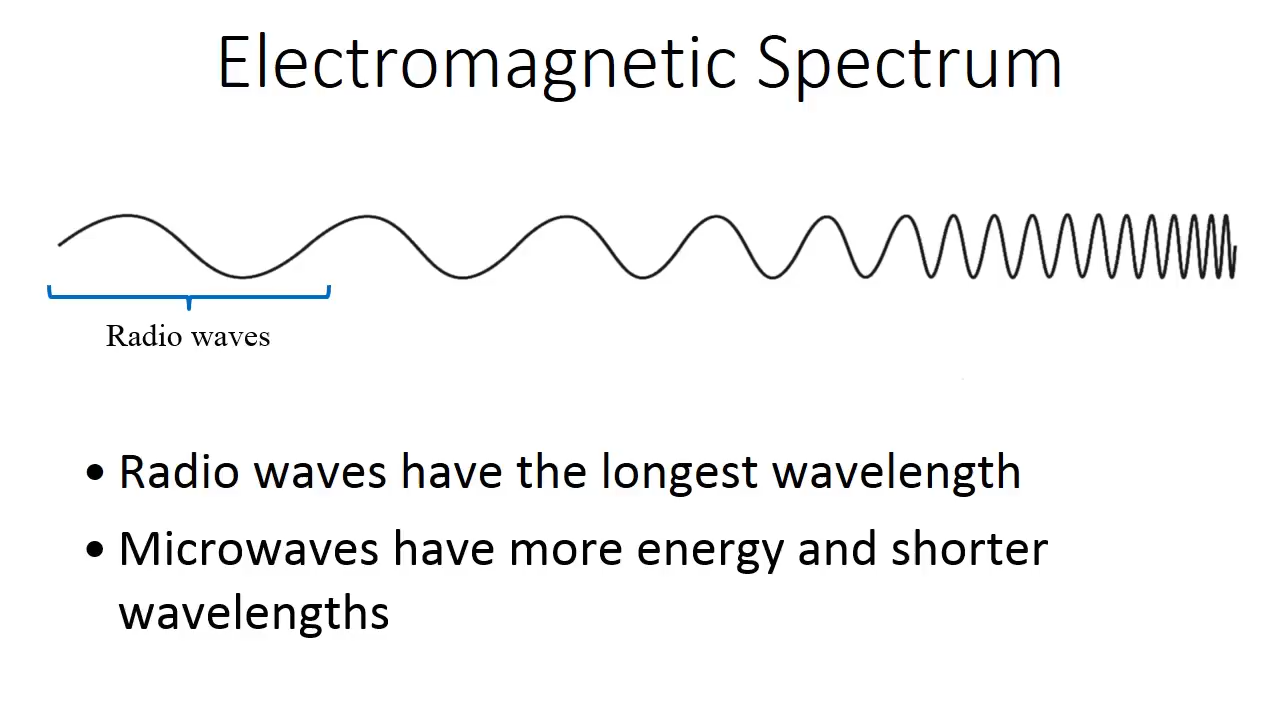 Electromagnetic Spectrum
Radio waves
• Radio waves have the longest wavelength
• Microwaves have more energy and shorter
wavelengths